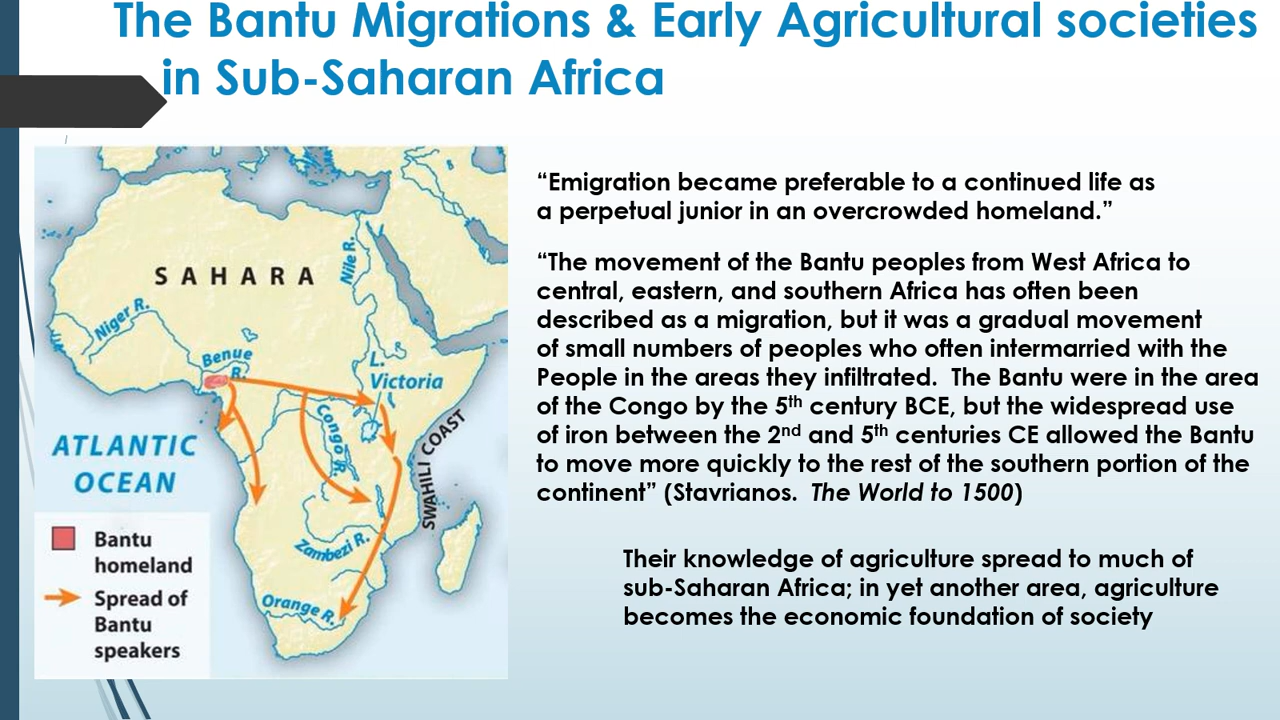 The Bantu Migrations & Early Agricultural societies
in Sub-Saharan Africa
SAHARA
Nile R.
Niger R.
Benue
R.
L.
Victoria
Congo R.
ATLANTIC
OCEAN
SWAHILI COAST
Zambezi R.
Orange R.
Bantu
homeland
Spread of
Bantu
speakers
“Emigration became preferable to a continued life as
a perpetual junior in an overcrowded homeland.”
“The movement of the Bantu peoples from West Africa to
central, eastern, and southern Africa has often been
described as a migration, but it was a gradual movement
of small numbers of peoples who often intermarried with the
People in the areas they infiltrated. The Bantu were in the area
of the Congo by the 5th century BCE, but the widespread use
of iron between the 2nd and 5th centuries CE allowed the Bantu
to move more quickly to the rest of the southern portion of the
continent” (Stavrianos. The World to 1500)
Their knowledge of agriculture spread to much of
sub-Saharan Africa; in yet another area, agriculture
becomes the economic foundation of society